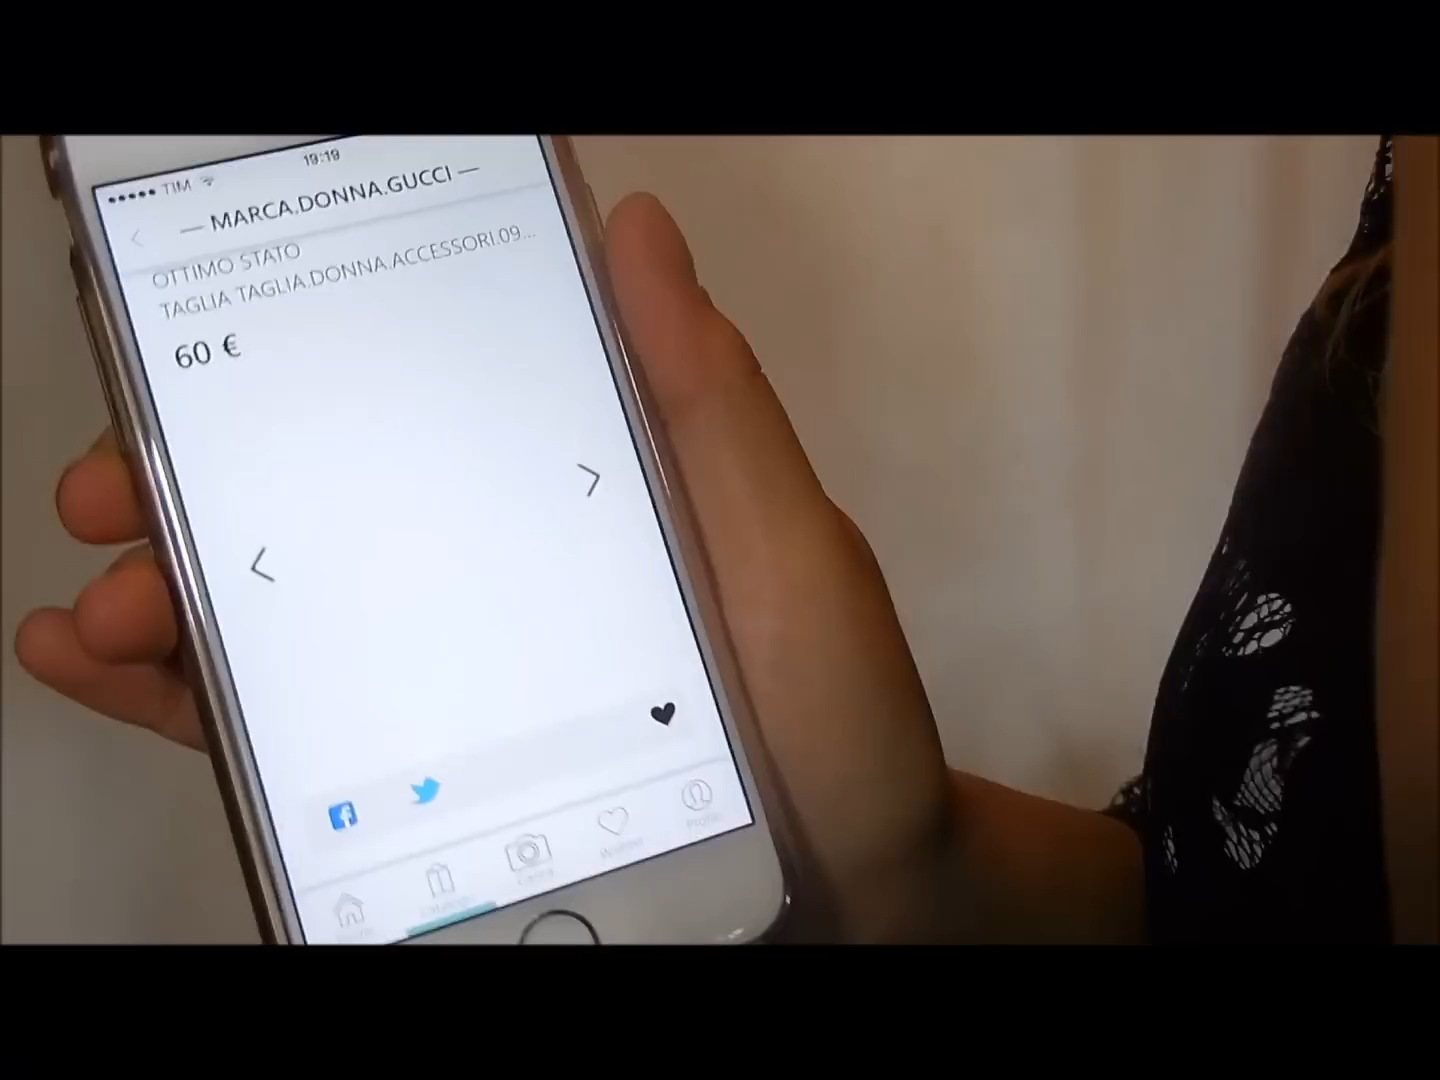 TIM
19:19
— MARCA.DONNA.GUCCI —
OTTIMO STATO
TAGLIA TAGLIA.DONNA.ACCESSORI.09...
60 €